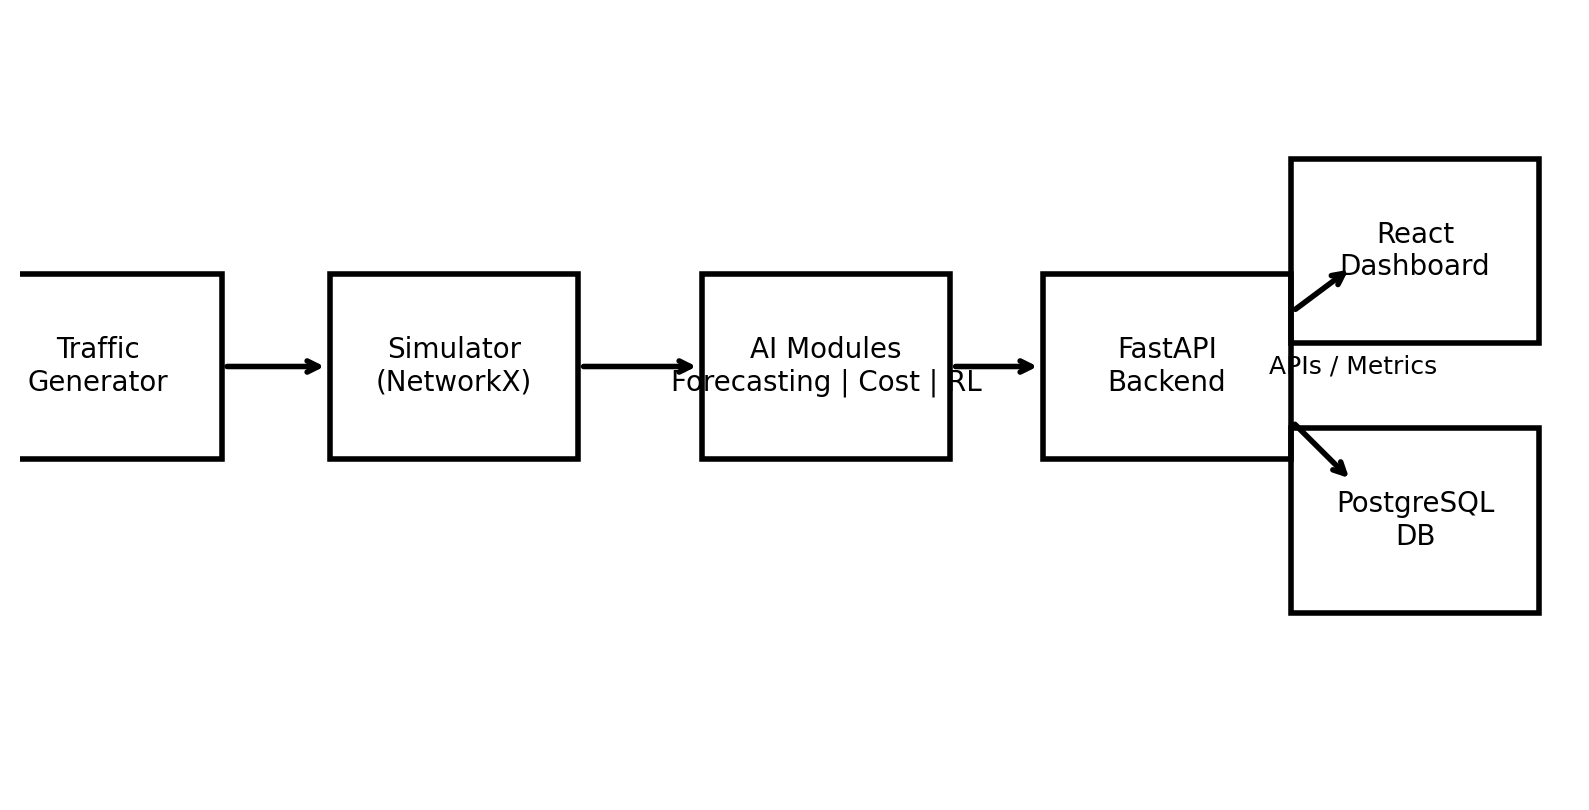 Traffic
Generator
Simulator
(NetworkX)
AI Modules
Forecasting | Cost | RL
FastAPI
Backend
React
Dashboard
APIs / Metrics
PostgreSQL
DB